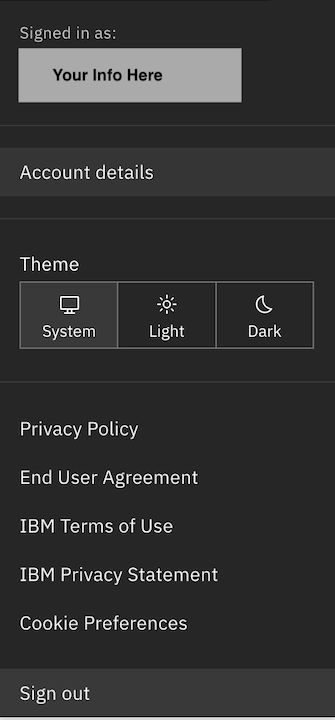 Signed in as:
Your Info Here
Account details
Theme
System Light Dark
Privacy Policy
End User Agreement
IBM Terms of Use
IBM Privacy Statement
Cookie Preferences
Sign out